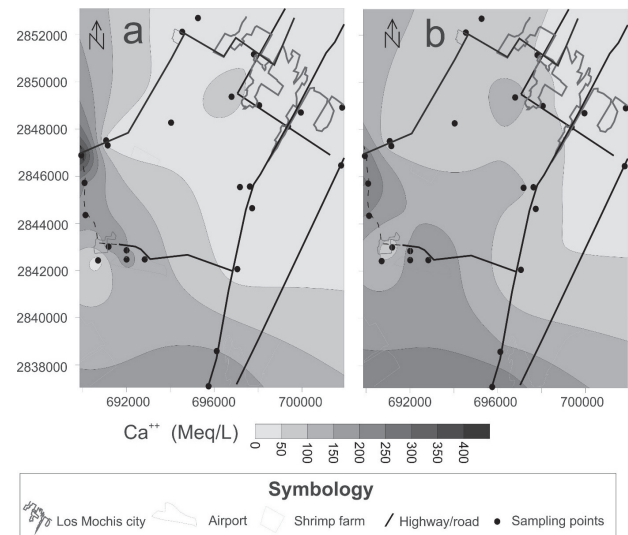 a
b
N
N
2852000
2850000
2848000
2846000
2844000
2842000
2840000
2838000
692000
696000
700000
692000
696000
700000
Ca++ (Meq/L)
0
50
100
150
200
250
300
350
400
Symbology
Los Mochis city
Airport
Shrimp farm
Highway/road
Sampling points